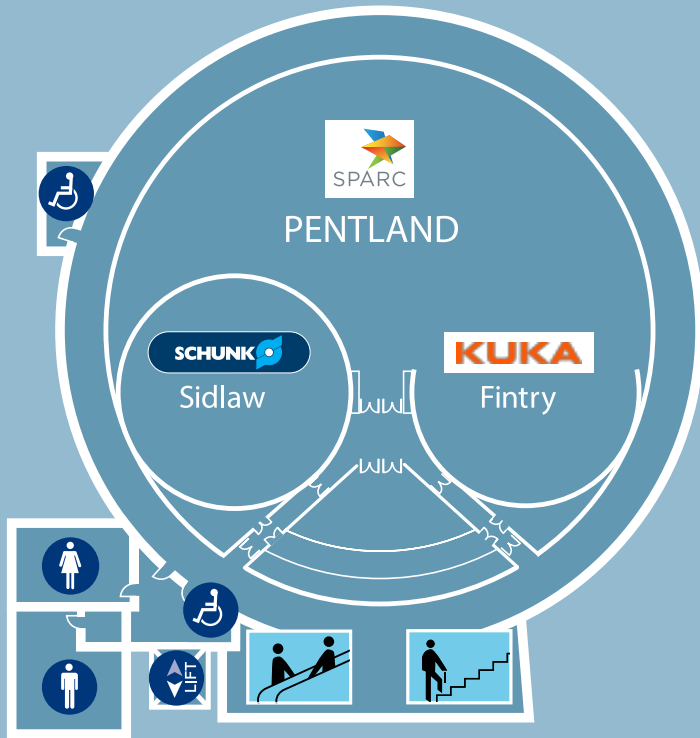 SPARC
PENTLAND
SCHUNK
Sidlaw
KUKA
Fintry
LIFT